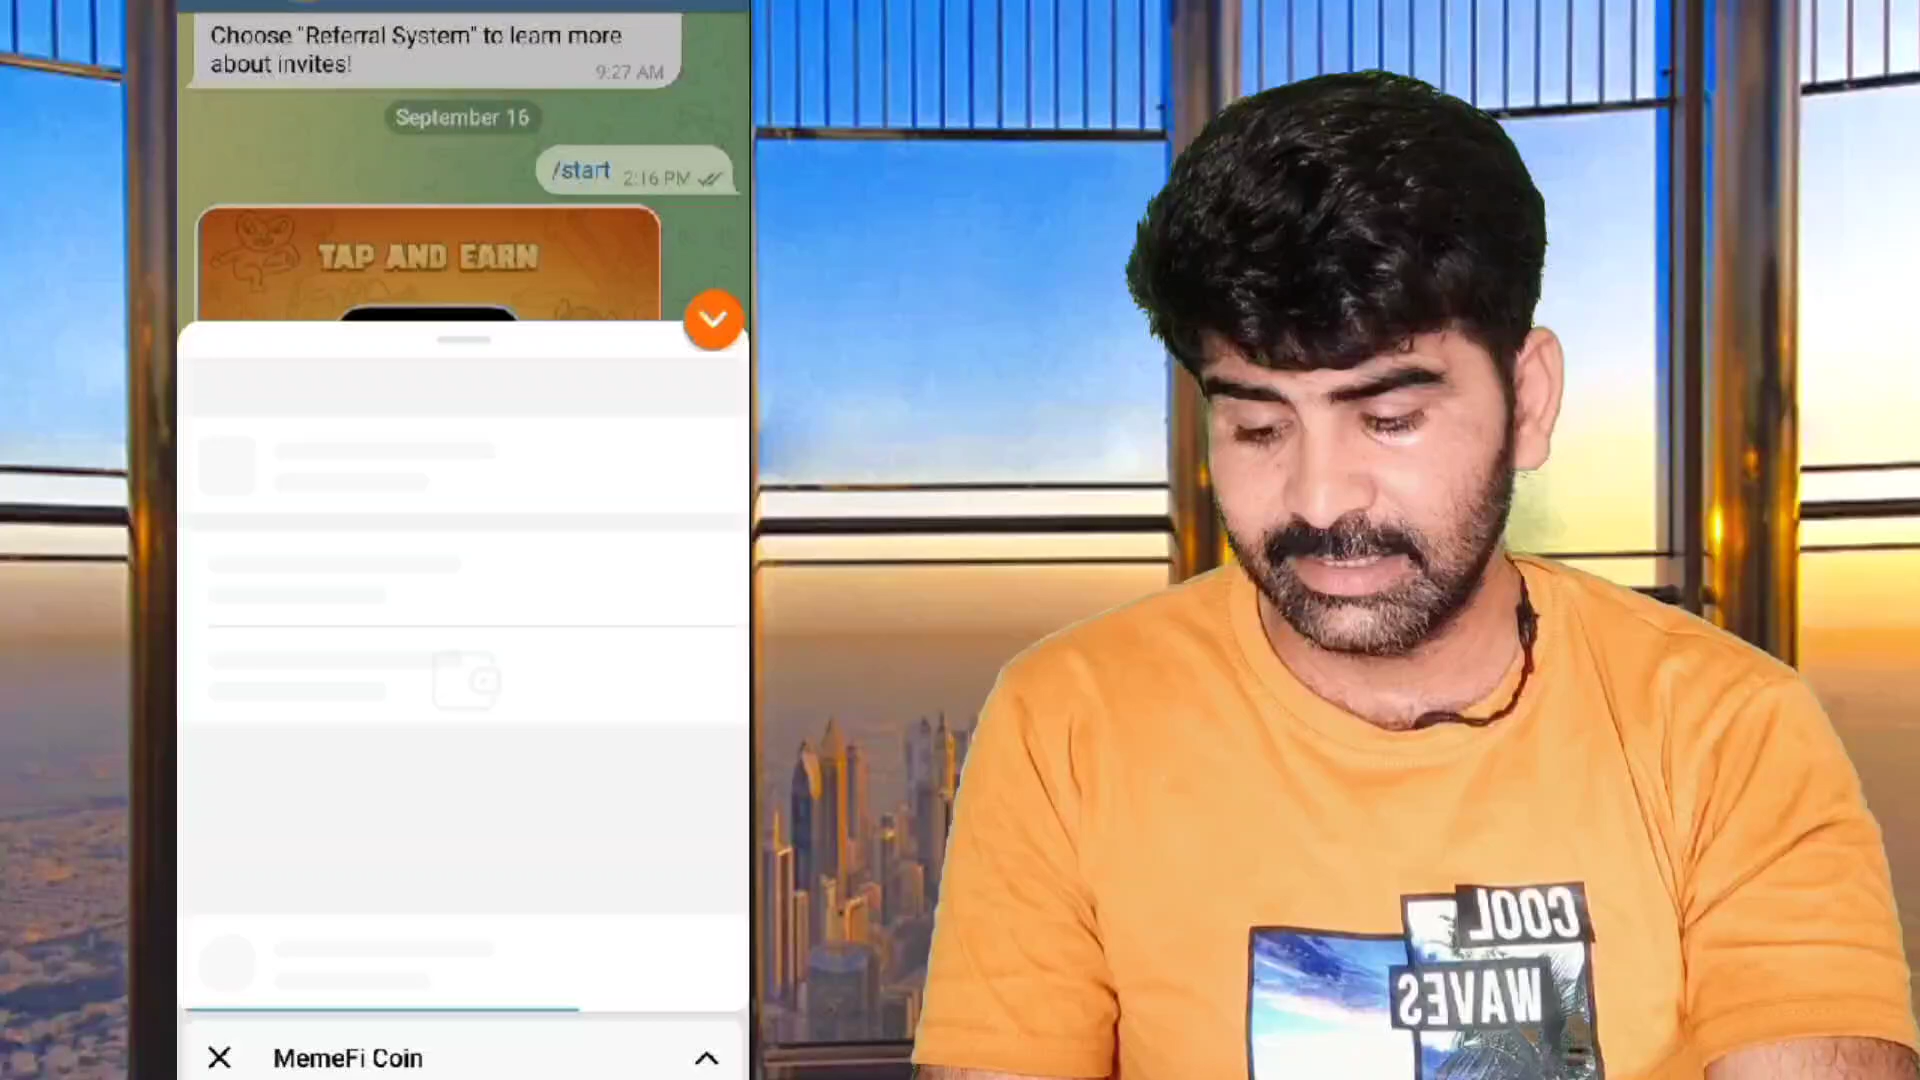 Choose "Referral System" to learn more
about invites!
9:27 AM
September 16
/start 2:16 PM
TAP AND EARN
MemeFi Coin
COOL
WAVES